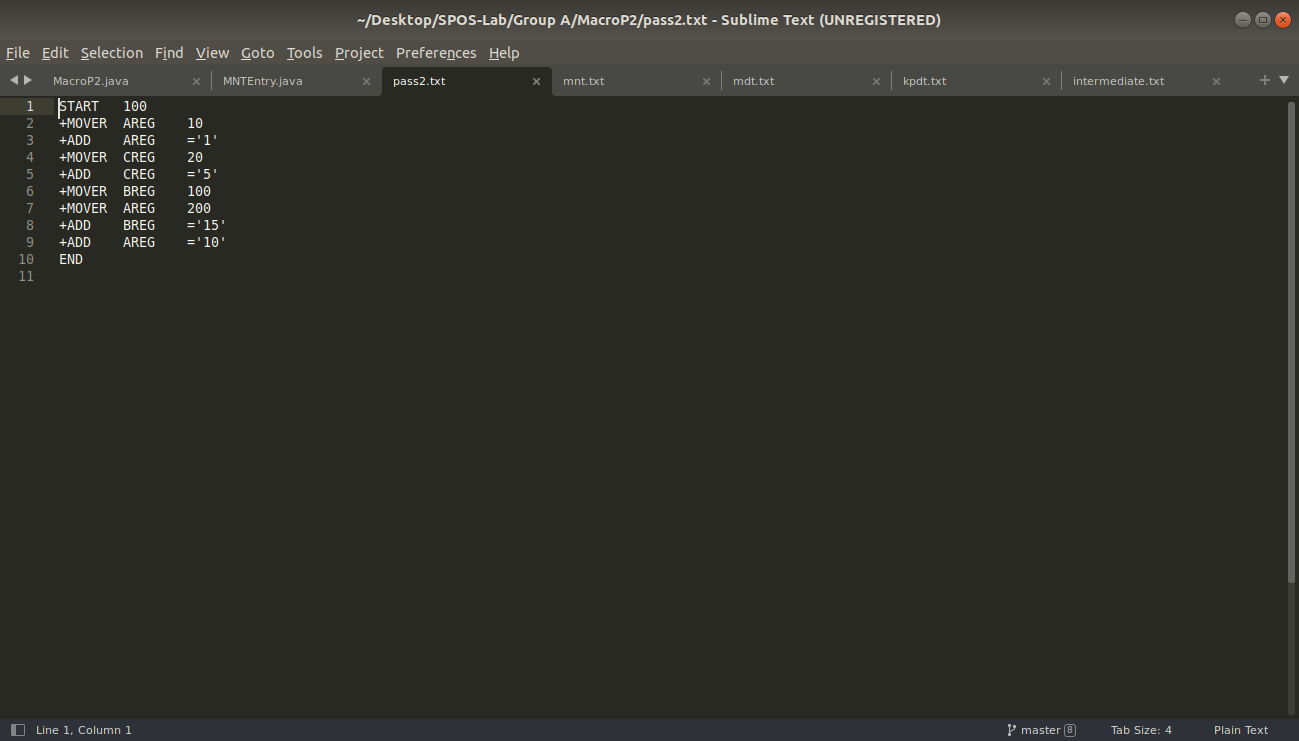 ~/Desktop/SPOS-Lab/Group A/MacroP2/pass2.txt - Sublime Text (UNREGISTERED)
File Edit Selection Find View Goto Tools Project Preferences Help
MacroP2.java MNTEntry.java pass2.txt mnt.txt mdt.txt kpdt.txt intermediate.txt
1 START 100
2 +MOVER AREG 10
3 +ADD AREG ='1'
4 +MOVER CREG 20
5 +ADD CREG ='5'
6 +MOVER BREG 100
7 +MOVER AREG 200
8 +ADD BREG ='15'
9 +ADD AREG ='10'
10 END
11
Line 1, Column 1 master 8 Tab Size: 4 Plain Text